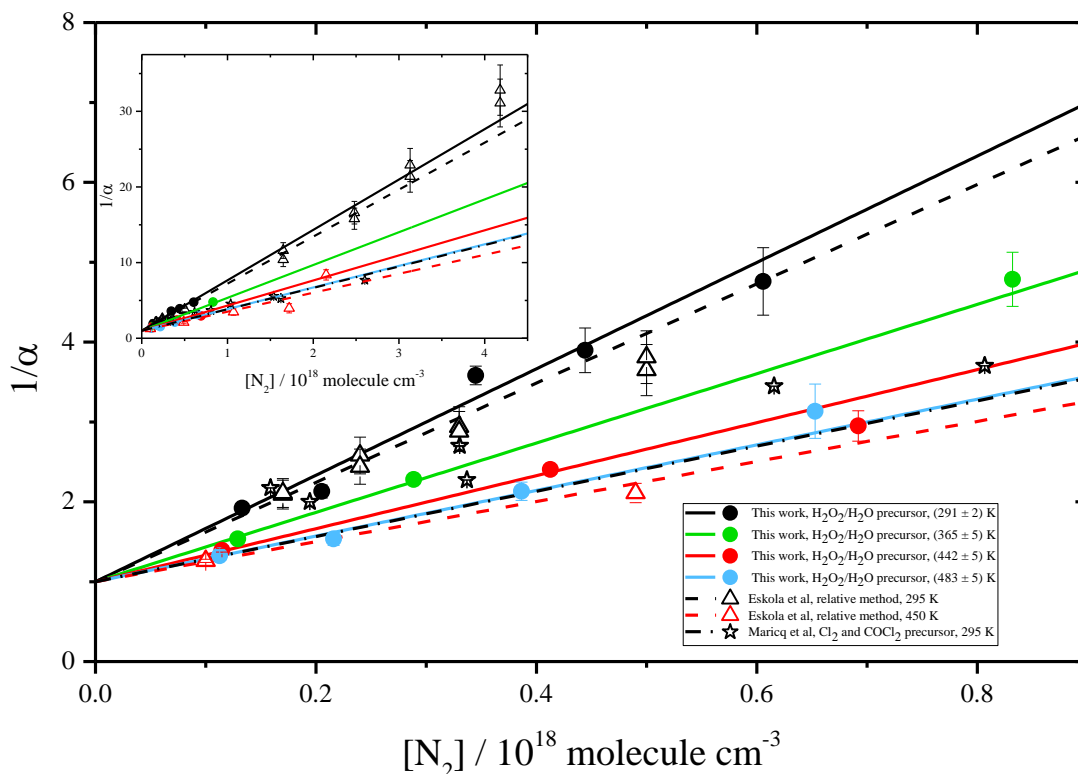 8
6
4
2
0
1/α
0.0 0.2 0.4 0.6 0.8
[N₂] / 10¹⁸ molecule cm⁻³
30
20
10
0
1/α
0 1 2 3 4
[N₂] / 10¹⁸ molecule cm⁻³
This work, H₂O₂/H₂O precursor, (291 ± 2) K
This work, H₂O₂/H₂O precursor, (365 ± 5) K
This work, H₂O₂/H₂O precursor, (442 ± 5) K
This work, H₂O₂/H₂O precursor, (483 ± 5) K
Eskola et al, relative method, 295 K
Eskola et al, relative method, 450 K
Maricq et al, Cl₂ and COCl₂ precursor, 295 K